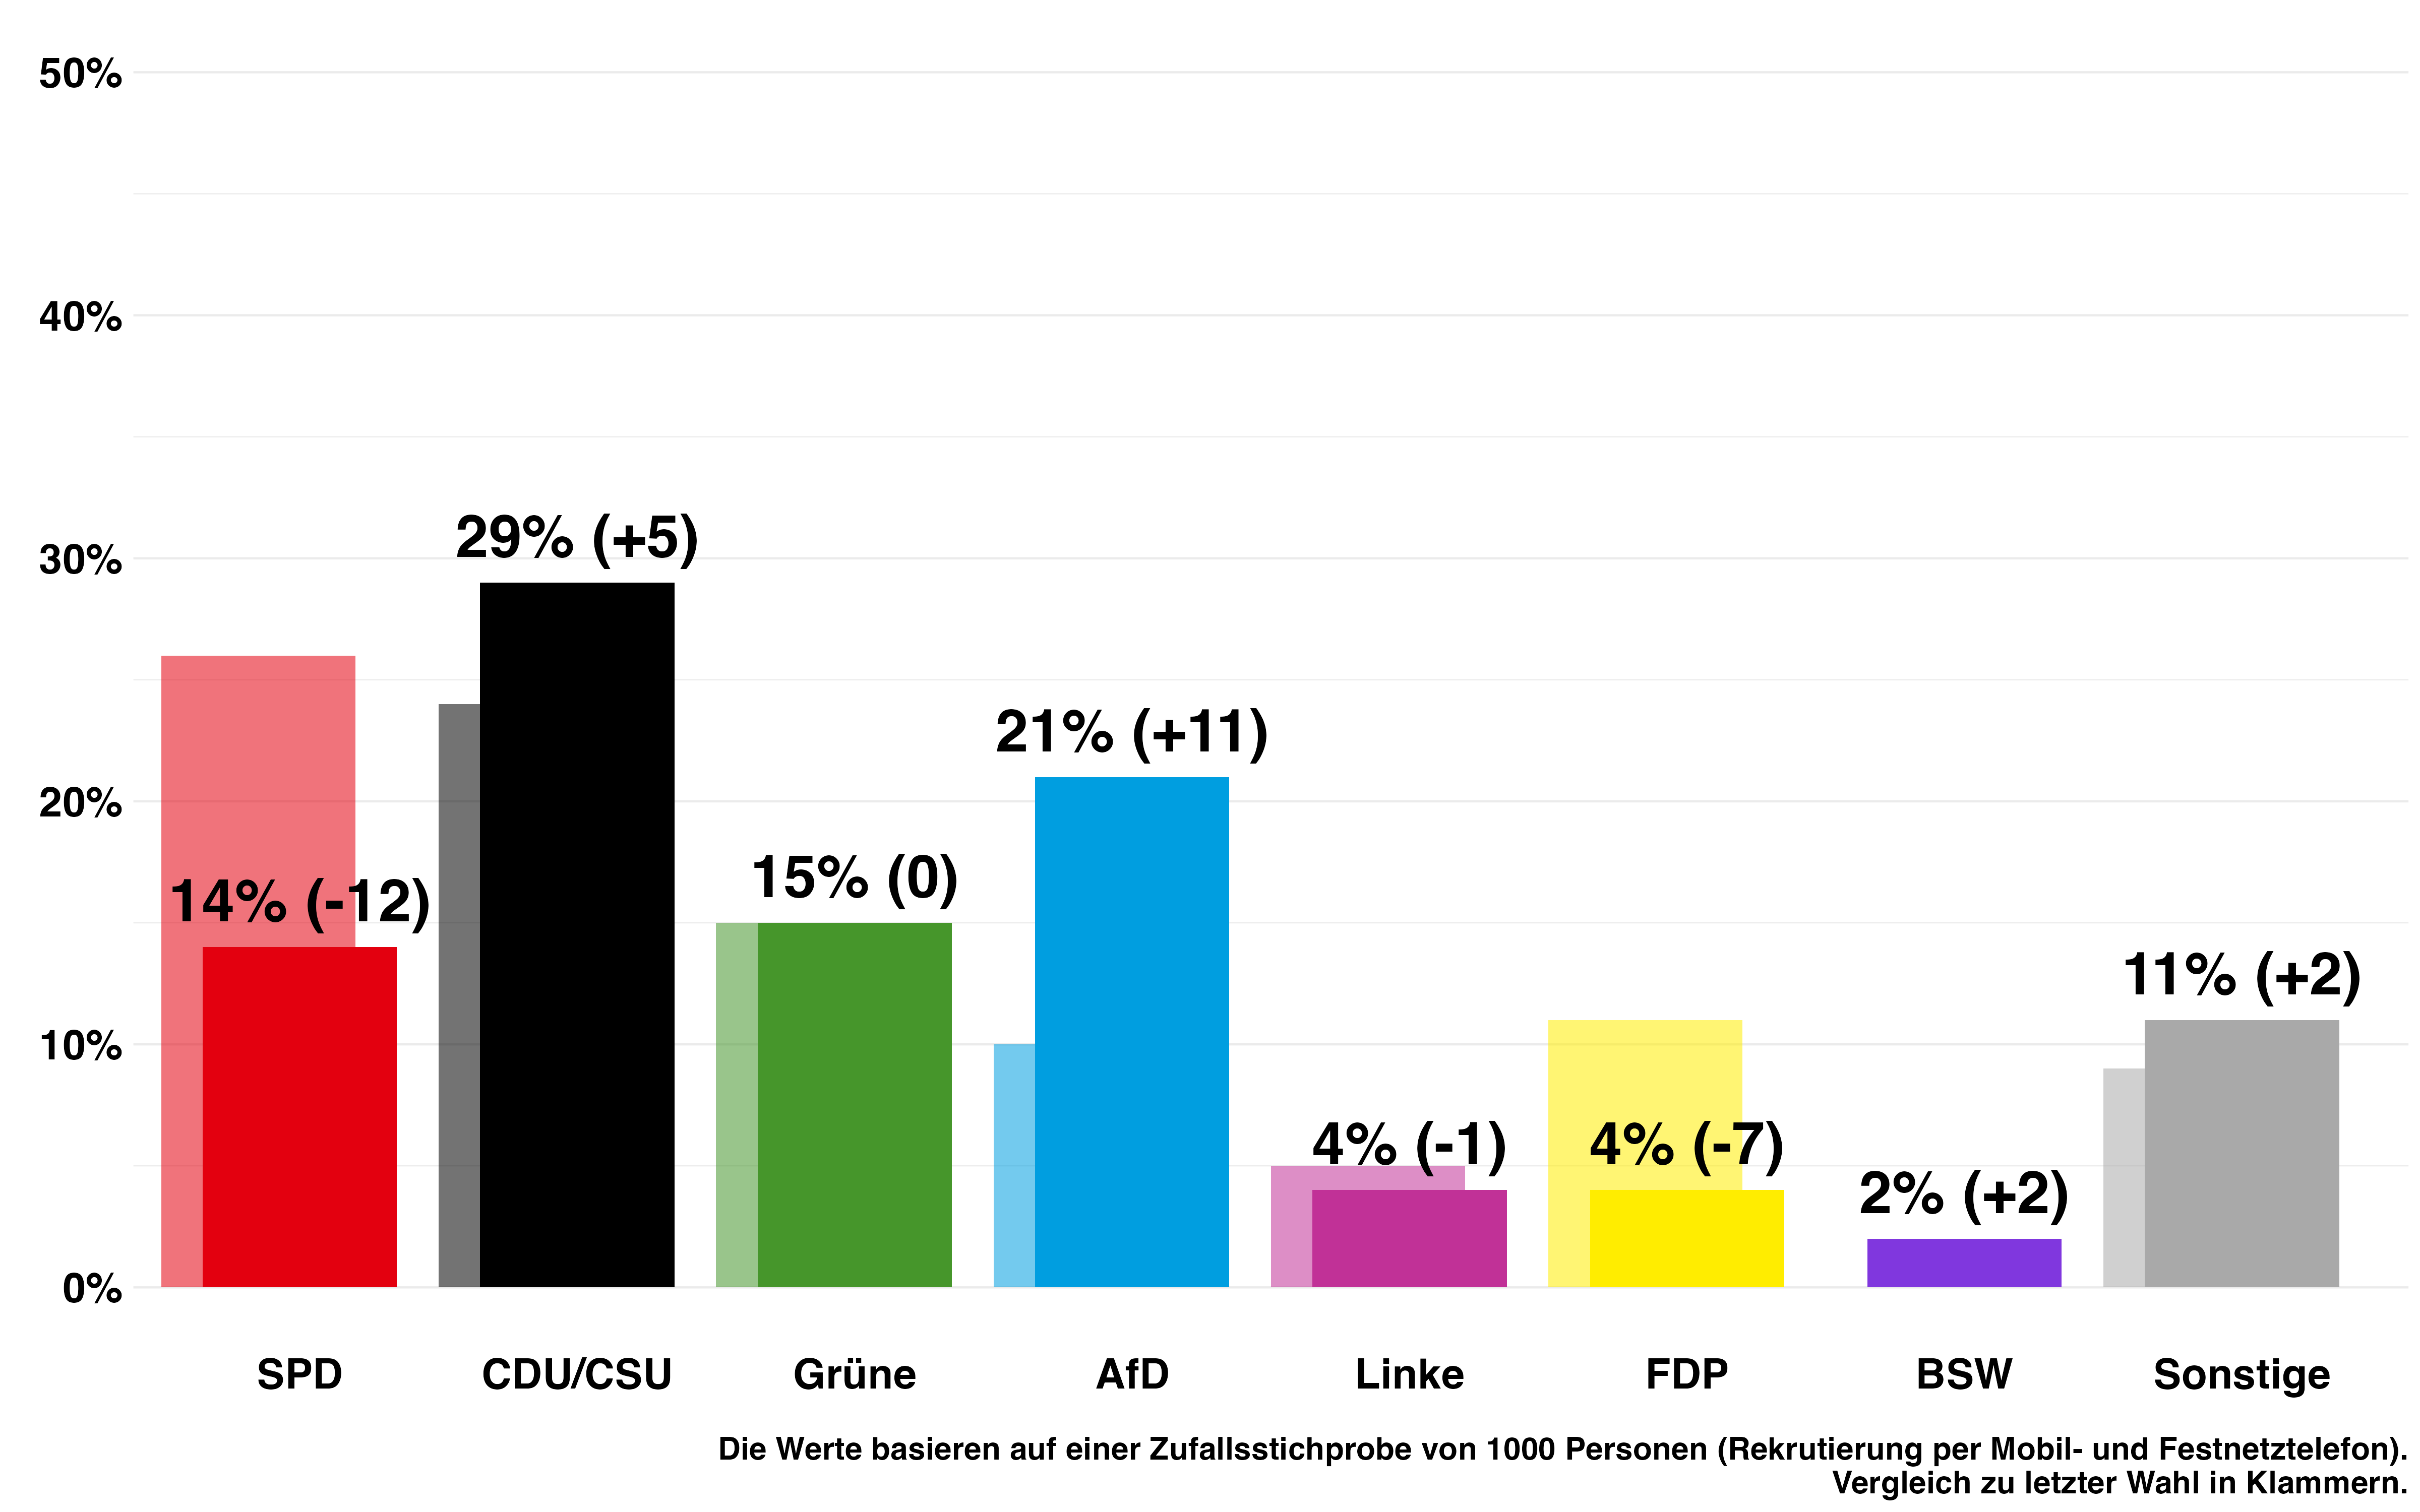 50%
40%
30%
20%
10%
0%
14% (-12)
29% (+5)
15% (0)
21% (+11)
4% (-1)
4% (-7)
2% (+2)
11% (+2)
SPD
CDU/CSU
Grüne
AfD
Linke
FDP
BSW
Sonstige
Die Werte basieren auf einer Zufallsstichprobe von 1000 Personen (Rekrutierung per Mobil- und Festnetztelefon).
Vergleich zu letzter Wahl in Klammern.